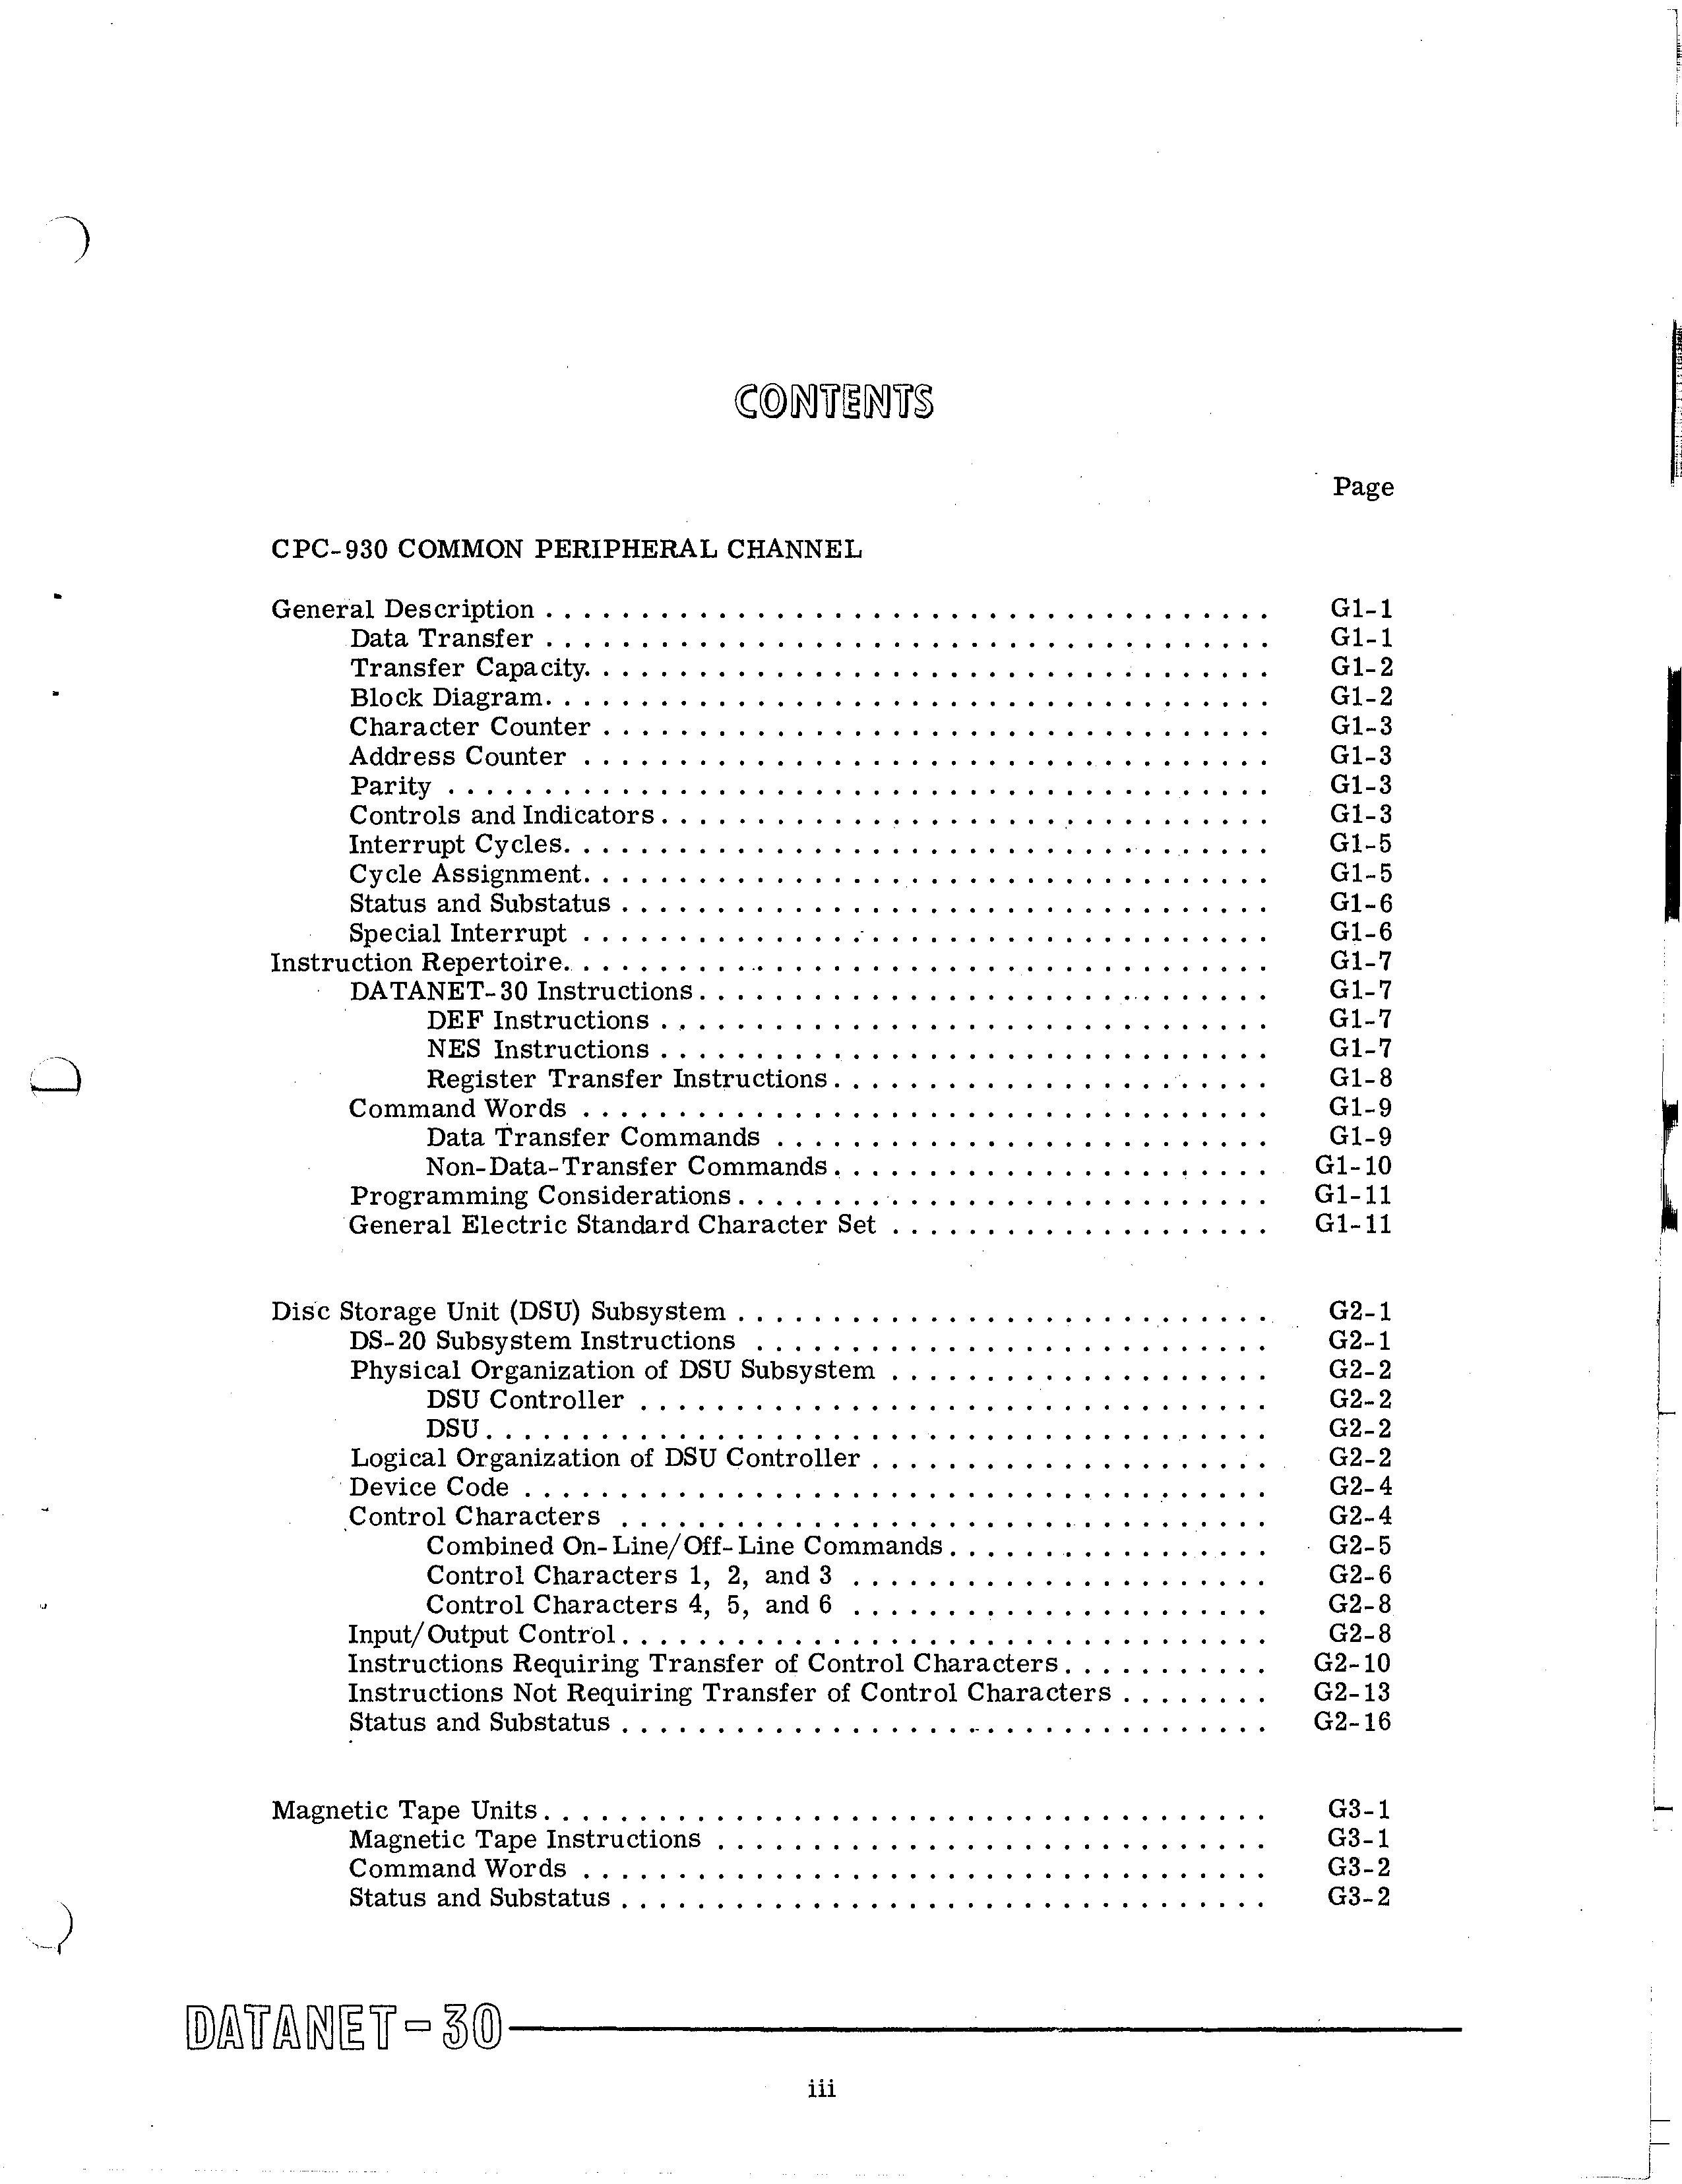 CONTENTS
Page
CPC-930 COMMON PERIPHERAL CHANNEL
General Description . . . . . . . . . . . . . . . . . . . . G1-1
Data Transfer . . . . . . . . . . . . . . . . . . . . G1-1
Transfer Capacity. . . . . . . . . . . . . . . . . . . . G1-2
Block Diagram. . . . . . . . . . . . . . . . . . . . G1-2
Character Counter . . . . . . . . . . . . . . . . . . . . G1-3
Address Counter . . . . . . . . . . . . . . . . . . . . G1-3
Parity . . . . . . . . . . . . . . . . . . . . G1-3
Controls and Indicators. . . . . . . . . . . . . . . . . . . . G1-3
Interrupt Cycles. . . . . . . . . . . . . . . . . . . . G1-5
Cycle Assignment. . . . . . . . . . . . . . . . . . . . G1-5
Status and Substatus . . . . . . . . . . . . . . . . . . . . G1-6
Special Interrupt . . . . . . . . . . . . . . . . . . . . G1-6
Instruction Repertoire. . . . . . . . . . . . . . . . . . . . G1-7
DATANET-30 Instructions. . . . . . . . . . . . . . . . . . . . G1-7
DEF Instructions . . . . . . . . . . . . . . . . . . . . G1-7
NES Instructions . . . . . . . . . . . . . . . . . . . . G1-7
Register Transfer Instructions. . . . . . . . . . . . . . . . . . . . G1-8
Command Words . . . . . . . . . . . . . . . . . . . . G1-9
Data Transfer Commands . . . . . . . . . . . . . . . . . . . . G1-9
Non-Data-Transfer Commands. . . . . . . . . . . . . . . . . . . . G1-10
Programming Considerations. . . . . . . . . . . . . . . . . . . . G1-11
General Electric Standard Character Set . . . . . . . . . . . . . . . . . . . . G1-11
Disc Storage Unit (DSU) Subsystem . . . . . . . . . . . . . . . . . . . . G2-1
DS-20 Subsystem Instructions . . . . . . . . . . . . . . . . . . . . G2-1
Physical Organization of DSU Subsystem . . . . . . . . . . . . . . . . . . . . G2-2
DSU Controller . . . . . . . . . . . . . . . . . . . . G2-2
DSU. . . . . . . . . . . . . . . . . . . . G2-2
Logical Organization of DSU Controller . . . . . . . . . . . . . . . . . . . . G2-2
Device Code . . . . . . . . . . . . . . . . . . . . G2-4
Control Characters . . . . . . . . . . . . . . . . . . . . G2-4
Combined On-Line/Off-Line Commands. . . . . . . . . . . . . . . . . G2-5
Control Characters 1, 2, and 3 . . . . . . . . . . . . . . . . . . . . G2-6
Control Characters 4, 5, and 6 . . . . . . . . . . . . . . . . . . . . G2-8
Input/Output Control. . . . . . . . . . . . . . . . . . . . G2-8
Instructions Requiring Transfer of Control Characters. . . . . . . . . . . G2-10
Instructions Not Requiring Transfer of Control Characters . . . . . . . . G2-13
Status and Substatus . . . . . . . . . . . . . . . . . . . . G2-16
Magnetic Tape Units. . . . . . . . . . . . . . . . . . . . G3-1
Magnetic Tape Instructions . . . . . . . . . . . . . . . . . . . . G3-1
Command Words . . . . . . . . . . . . . . . . . . . . G3-2
Status and Substatus . . . . . . . . . . . . . . . . . . . . G3-2
DATANET-30
iii